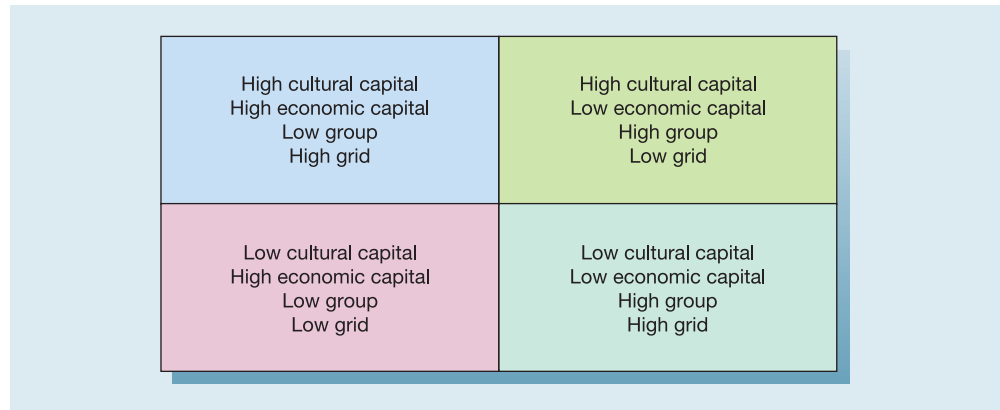 High cultural capital
High economic capital
Low group
High grid
High cultural capital
Low economic capital
High group
Low grid
Low cultural capital
High economic capital
Low group
Low grid
Low cultural capital
Low economic capital
High group
High grid